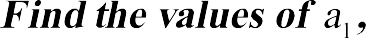 Find the values of a₁,